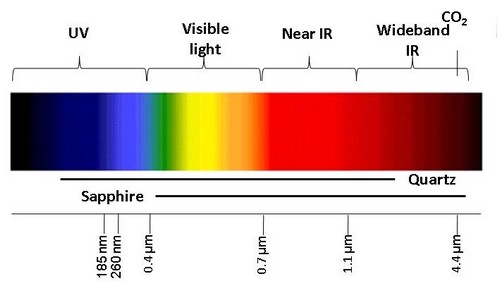 UV
Visible
light
Near IR
Wideband
IR
CO2
Quartz
Sapphire
185 nm
260 nm
0.4 µm
0.7 µm
1.1 µm
4.4 µm